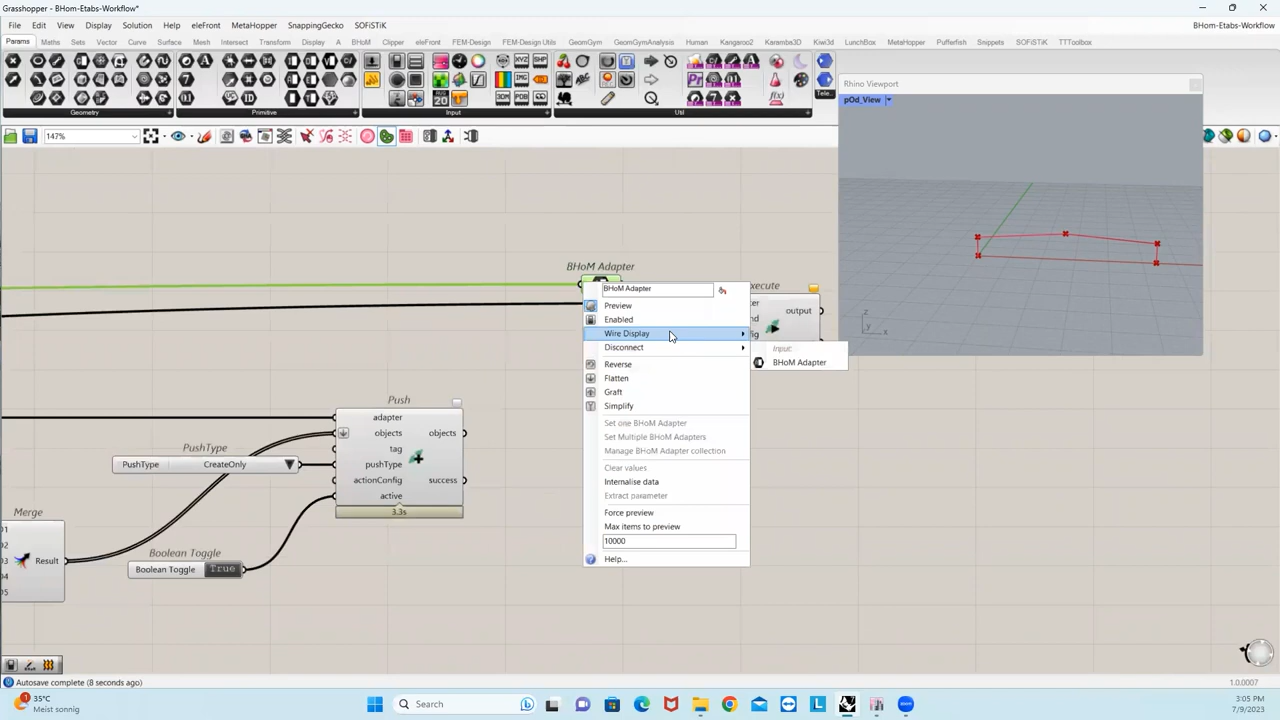 Grasshopper - BHom-Etabs-Workflow*
File Edit View Display Solution Help eleFront MetaHopper SnappingGecko SOFiSTiK*
BHom-Etabs-Workflow
Params Maths Sets Vector Curve Surface Mesh Intersect Transform Display A BHoM Clipper eleFront FEM-Design FEM-Design Utils GeomGym GeomGymAnalysis Human Kangaroo2 Karamba3D Kiwi3d LunchBox MetaHopper Pufferfish Snippets SOFiSTiK TTToolbox
Geometry
Primitive
Input
Util
Tele...
147%
Rhino Viewport
pOd_View
z
y
x
BHoM Adapter
BHoM Adapter
Preview
Enabled
Wire Display
Disconnect
Reverse
Flatten
Graft
Simplify
Set one BHoM Adapter
Set Multiple BHoM Adapters
Manage BHoM Adapter collection
Clear values
Internalise data
Extract parameter
Force preview
Max items to preview
10000
Help...
Input:
BHoM Adapter
output
Push
adapter
objects
tag
pushType
actionConfig
active
objects
success
3.3s
PushType
PushType CreateOnly
Merge
Result
Boolean Toggle
Boolean Toggle True
Autosave complete (8 seconds ago)
1.0.0007
35°C
Meist sonnig
Search
3:05 PM
7/9/2023